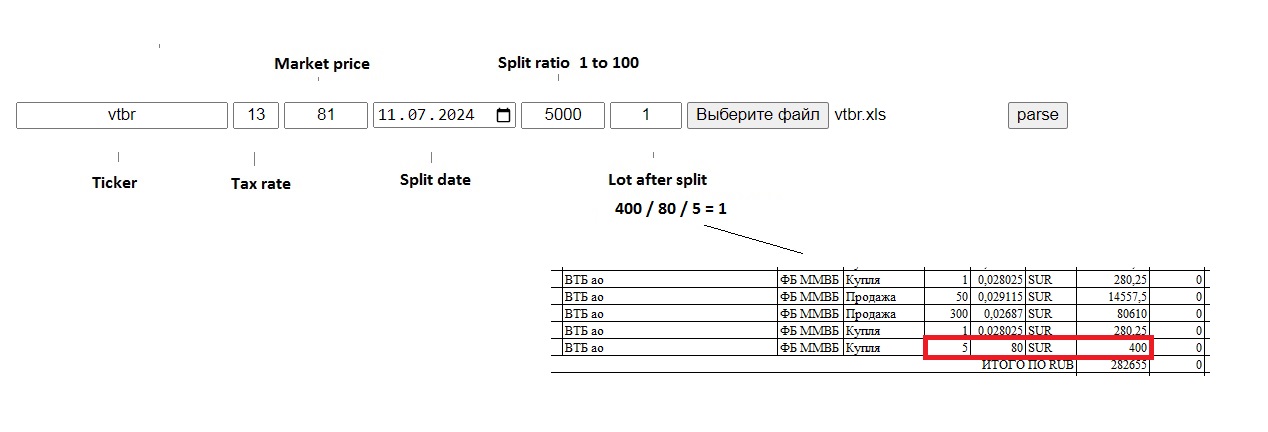 Market price
Split ratio 1 to 100
vtbr 13 81 11.07.2024 5000 1 Выберите файл vtbr.xls parse
Ticker
Tax rate
Split date
Lot after split
400 / 80 / 5 = 1
ВТБ ао ФБ ММВБ Купля 1 0,028025 SUR 280,25 0
ВТБ ао ФБ ММВБ Продажа 50 0,029115 SUR 14557,5 0
ВТБ ао ФБ ММВБ Продажа 300 0,02687 SUR 80610 0
ВТБ ао ФБ ММВБ Купля 1 0,028025 SUR 280,25 0
ВТБ ао ФБ ММВБ Купля 5 80 SUR 400 0
ИТОГО ПО RUB 282655 0